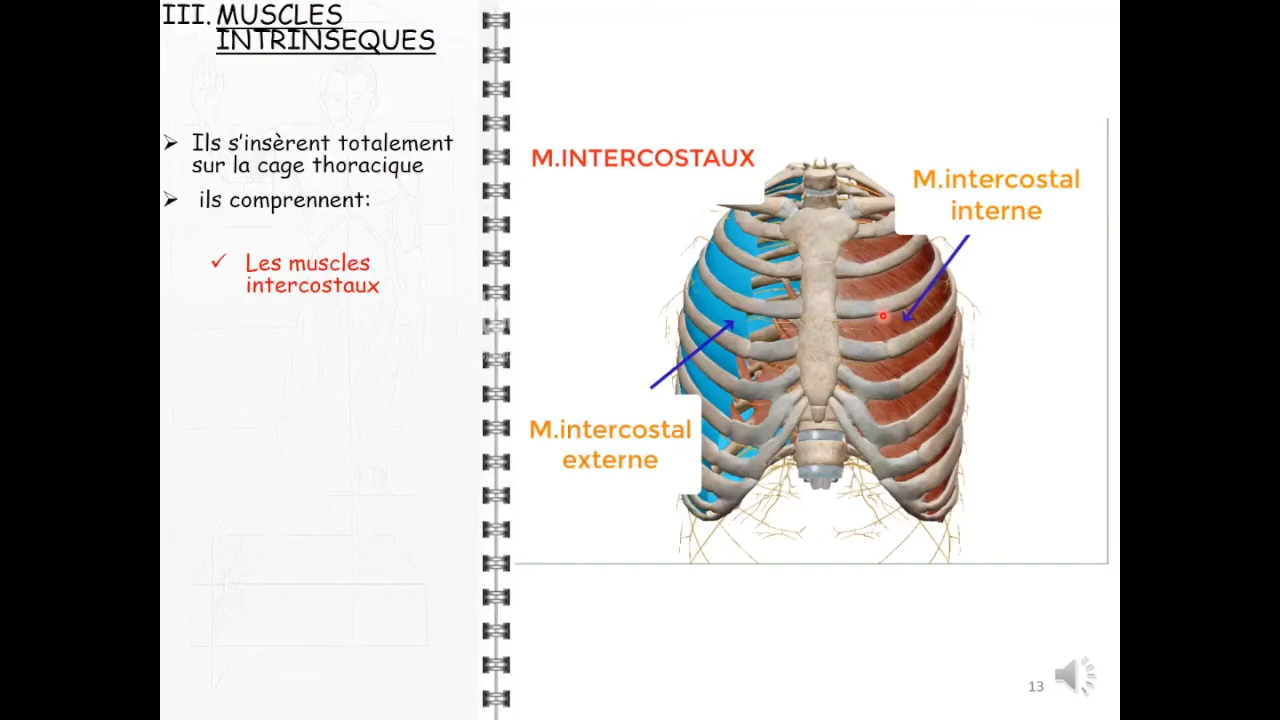 III. MUSCLES
INTRINSEQUES
Ils s’insèrent totalement
sur la cage thoracique
ils comprennent:
Les muscles
intercostaux
M.INTERCOSTAUX
M.intercostal
interne
M.intercostal
externe
13